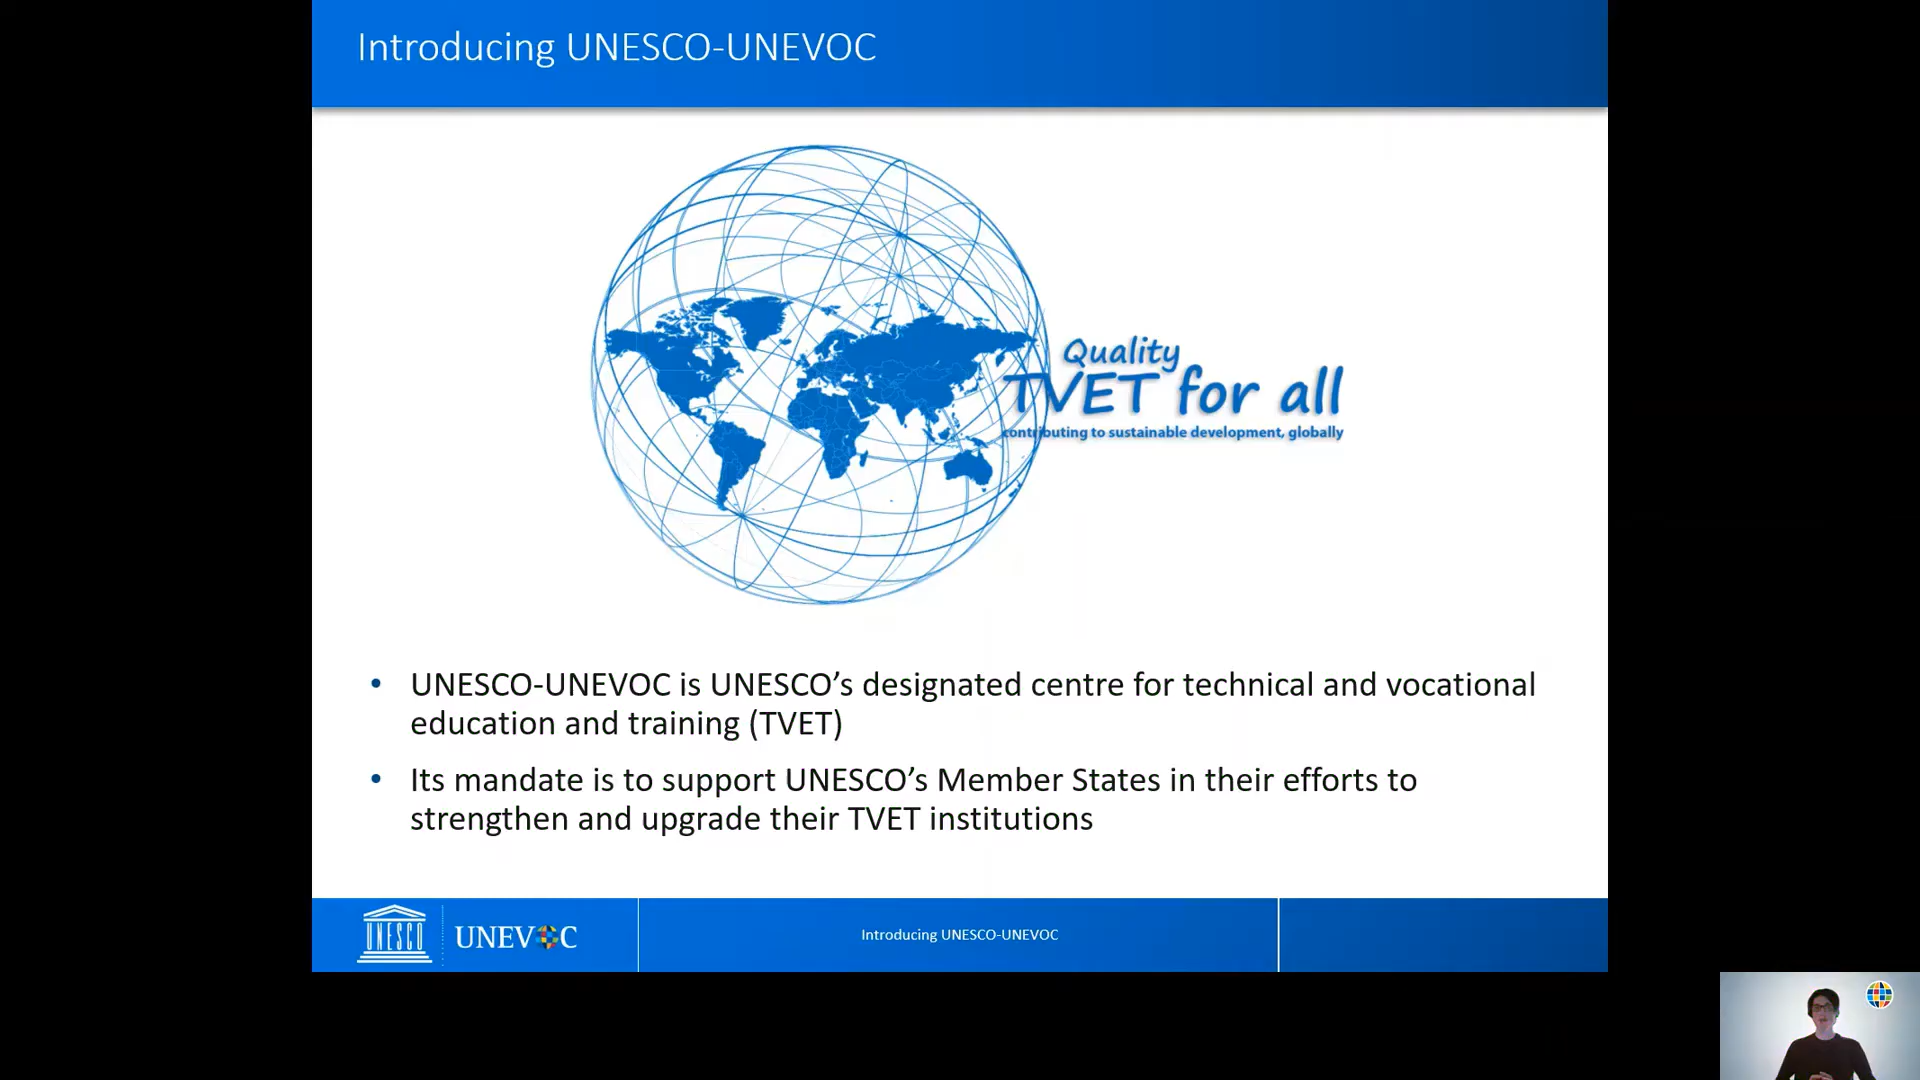 Introducing UNESCO-UNEVOC
Quality
TVET for all
contributing to sustainable development, globally
• UNESCO-UNEVOC is UNESCO’s designated centre for technical and vocational
education and training (TVET)
• Its mandate is to support UNESCO’s Member States in their efforts to
strengthen and upgrade their TVET institutions
UNESCO
UNEVOC
Introducing UNESCO-UNEVOC